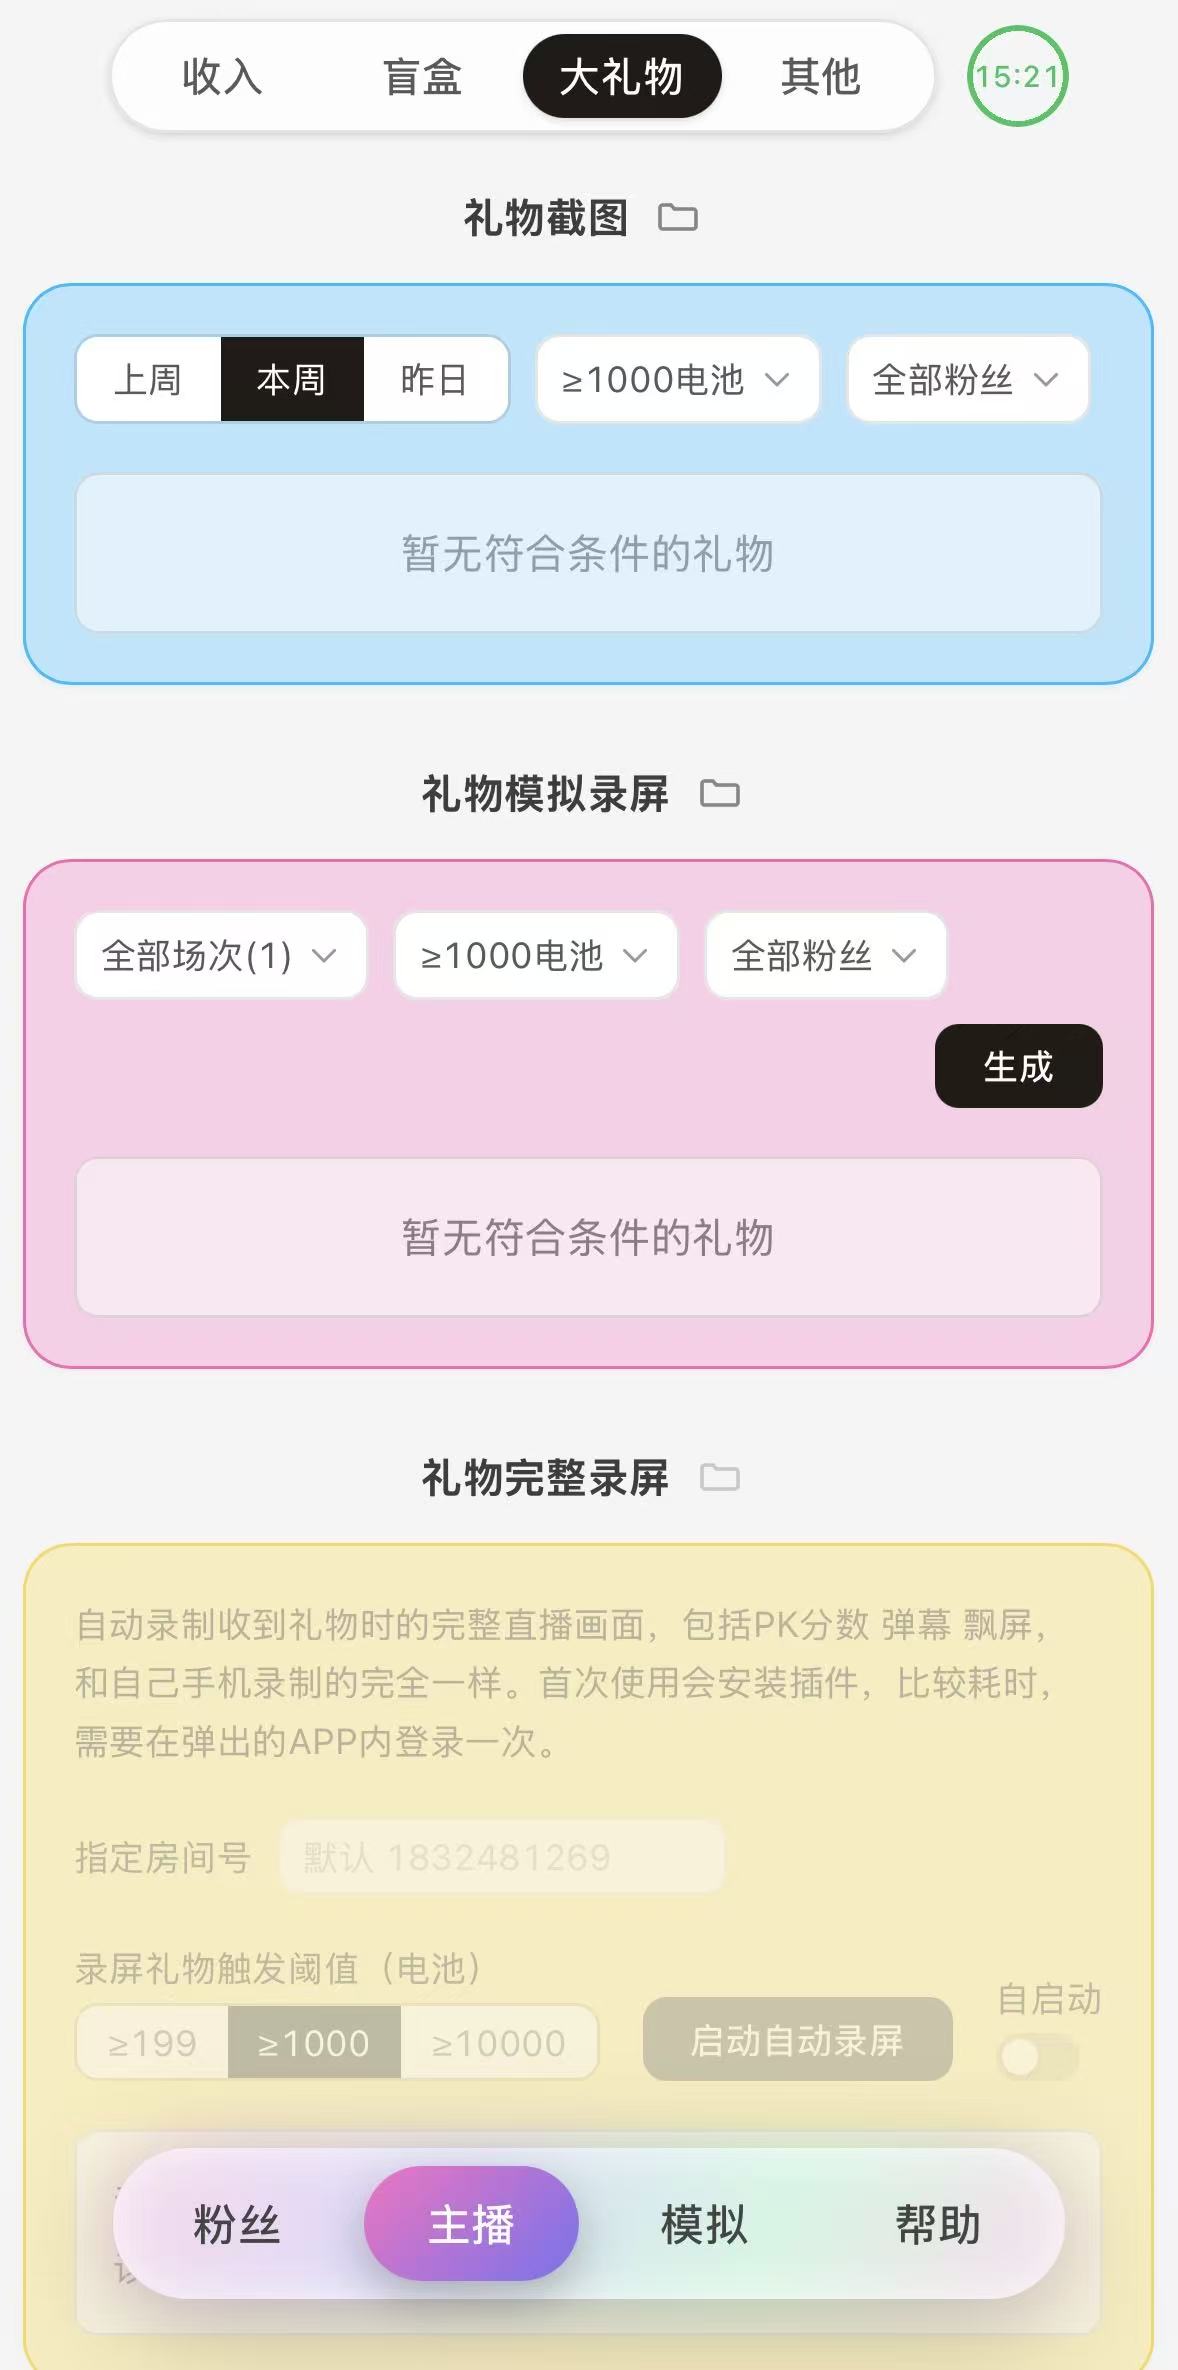 收入 盲盒 大礼物 其他 15:21
礼物截图
上周 本周 昨日 ≥1000电池 全部粉丝
暂无符合条件的礼物
礼物模拟录屏
全部场次(1) ≥1000电池 全部粉丝
生成
暂无符合条件的礼物
礼物完整录屏
自动录制收到礼物时的完整直播画面，包括PK分数 弹幕 飘屏，
和自己手机录制的完全一样。首次使用会安装插件，比较耗时，
需要在弹出的APP内登录一次。
指定房间号 默认 1832481269
录屏礼物触发阈值（电池）
自启动
≥199 ≥1000 ≥10000 启动自动录屏
粉丝 主播 模拟 帮助